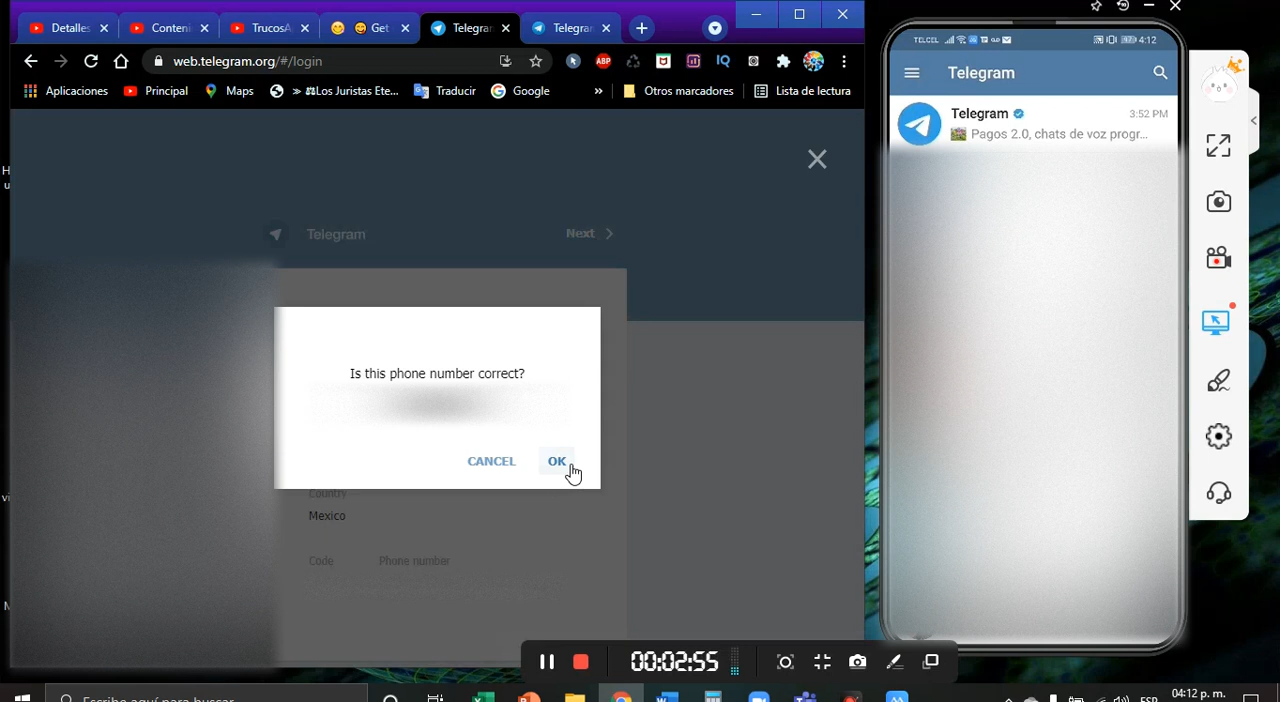 Detalles
Conteni
TrucosA
Get
Telegram
Telegram
web.telegram.org/#/login
ABP
IQ
Aplicaciones
Principal
Maps
» ⚖Los Juristas Ete...
Traducir
Google
»
Otros marcadores
Lista de lectura
Telegram
Next
Is this phone number correct?
CANCEL
OK
Country
Mexico
Code
Phone number
00:02:55
TELCEL
4:12
Telegram
Telegram
3:52 PM
Pagos 2.0, chats de voz progr...
Escribe aquí para buscar
ESP
04:12 p. m.